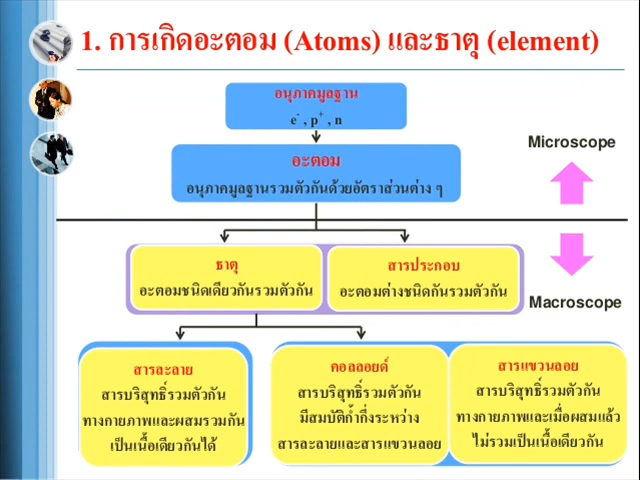 1. การเกิดอะตอม (Atoms) และธาตุ (element)
อนุภาคมูลฐาน
e⁻ , p⁺ , n
Microscope
อะตอม
อนุภาคมูลฐานรวมตัวกันด้วยอัตราส่วนต่าง ๆ
ธาตุ
อะตอมชนิดเดียวกันรวมตัวกัน
สารประกอบ
อะตอมต่างชนิดกันรวมตัวกัน
Macroscope
สารละลาย
สารบริสุทธิ์รวมตัวกัน
ทางกายภาพและผสมรวมกัน
เป็นเนื้อเดียวกันได้
คอลลอยด์
สารบริสุทธิ์รวมตัวกัน
มีสมบัติก้ำกึ่งระหว่าง
สารละลายและสารแขวนลอย
สารแขวนลอย
สารบริสุทธิ์รวมตัวกัน
ทางกายภาพและเมื่อผสมแล้ว
ไม่รวมเป็นเนื้อเดียวกัน